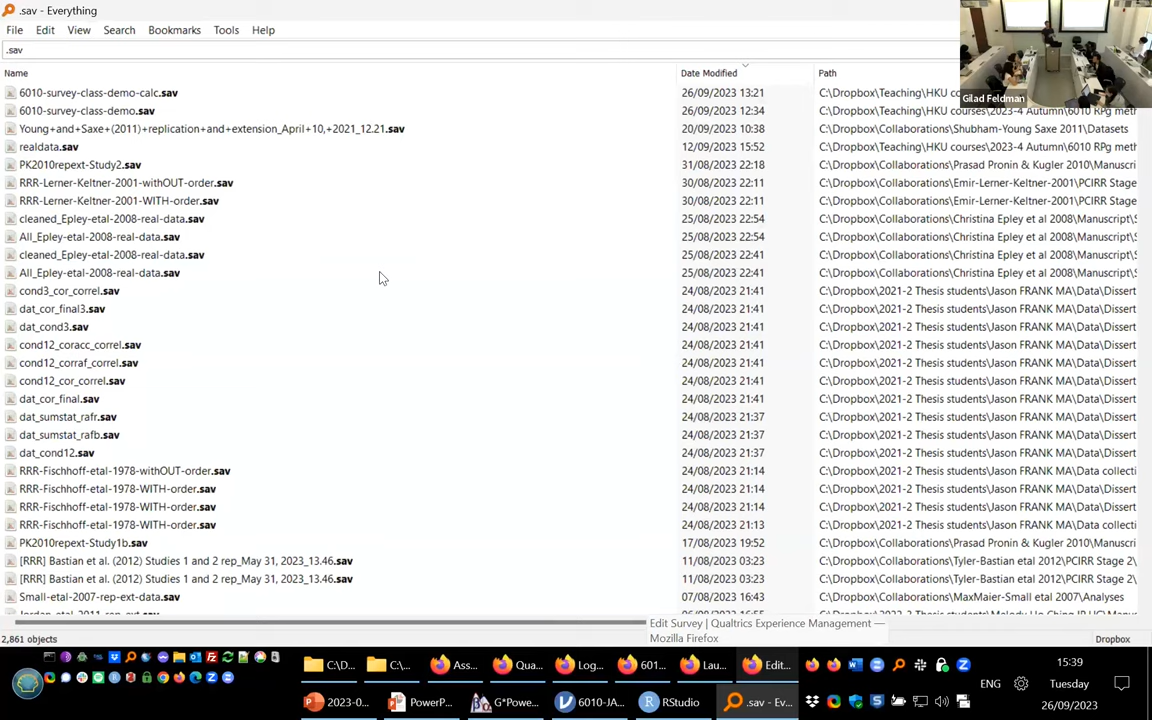 .sav - Everything
File Edit View Search Bookmarks Tools Help
.sav
Name Date Modified Path
6010-survey-class-demo-calc.sav 26/09/2023 13:21 C:\Dropbox\Teaching\HKU
6010-survey-class-demo.sav 26/09/2023 12:34 C:\Dropbox\Teaching\HKU courses\2023-4 Autumn\6010 RPg meth
Young+and+Saxe+(2011)+replication+and+extension_April+10,+2021_12.21.sav 20/09/2023 10:38 C:\Dropbox\Collaborations\Shubham-Young Saxe 2011\Datasets
realdata.sav 12/09/2023 15:52 C:\Dropbox\Teaching\HKU courses\2023-4 Autumn\6010 RPg meth
PK2010repext-Study2.sav 31/08/2023 22:18 C:\Dropbox\Collaborations\Prasad Pronin & Kugler 2010\Manuscri
RRR-Lerner-Keltner-2001-withOUT-order.sav 30/08/2023 22:11 C:\Dropbox\Collaborations\Emir-Lerner-Keltner-2001\PCIRR Stage
RRR-Lerner-Keltner-2001-WITH-order.sav 30/08/2023 22:11 C:\Dropbox\Collaborations\Emir-Lerner-Keltner-2001\PCIRR Stage
cleaned_Epley-etal-2008-real-data.sav 25/08/2023 22:54 C:\Dropbox\Collaborations\Christina Epley et al 2008\Manuscript\S
All_Epley-etal-2008-real-data.sav 25/08/2023 22:54 C:\Dropbox\Collaborations\Christina Epley et al 2008\Manuscript\S
cleaned_Epley-etal-2008-real-data.sav 25/08/2023 22:41 C:\Dropbox\Collaborations\Christina Epley et al 2008\Manuscript\S
All_Epley-etal-2008-real-data.sav 25/08/2023 22:41 C:\Dropbox\Collaborations\Christina Epley et al 2008\Manuscript\S
cond3_cor_correl.sav 24/08/2023 21:41 C:\Dropbox\2021-2 Thesis students\Jason FRANK MA\Data\Dissert
dat_cor_final3.sav 24/08/2023 21:41 C:\Dropbox\2021-2 Thesis students\Jason FRANK MA\Data\Dissert
dat_cond3.sav 24/08/2023 21:41 C:\Dropbox\2021-2 Thesis students\Jason FRANK MA\Data\Dissert
cond12_coracc_correl.sav 24/08/2023 21:41 C:\Dropbox\2021-2 Thesis students\Jason FRANK MA\Data\Dissert
cond12_corraf_correl.sav 24/08/2023 21:41 C:\Dropbox\2021-2 Thesis students\Jason FRANK MA\Data\Dissert
cond12_cor_correl.sav 24/08/2023 21:41 C:\Dropbox\2021-2 Thesis students\Jason FRANK MA\Data\Dissert
dat_cor_final.sav 24/08/2023 21:41 C:\Dropbox\2021-2 Thesis students\Jason FRANK MA\Data\Dissert
dat_sumstat_rafr.sav 24/08/2023 21:37 C:\Dropbox\2021-2 Thesis students\Jason FRANK MA\Data\Dissert
dat_sumstat_rafb.sav 24/08/2023 21:37 C:\Dropbox\2021-2 Thesis students\Jason FRANK MA\Data\Dissert
dat_cond12.sav 24/08/2023 21:37 C:\Dropbox\2021-2 Thesis students\Jason FRANK MA\Data\Dissert
RRR-Fischhoff-etal-1978-withOUT-order.sav 24/08/2023 21:14 C:\Dropbox\2021-2 Thesis students\Jason FRANK MA\Data collecti
RRR-Fischhoff-etal-1978-WITH-order.sav 24/08/2023 21:14 C:\Dropbox\2021-2 Thesis students\Jason FRANK MA\Data\Dissert
RRR-Fischhoff-etal-1978-WITH-order.sav 24/08/2023 21:14 C:\Dropbox\2021-2 Thesis students\Jason FRANK MA\Data\Dissert
RRR-Fischhoff-etal-1978-WITH-order.sav 24/08/2023 21:13 C:\Dropbox\2021-2 Thesis students\Jason FRANK MA\Data collecti
PK2010repext-Study1b.sav 17/08/2023 19:52 C:\Dropbox\Collaborations\Prasad Pronin & Kugler 2010\Manuscri
[RRR] Bastian et al. (2012) Studies 1 and 2 rep_May 31, 2023_13.46.sav 11/08/2023 03:23 C:\Dropbox\Collaborations\Tyler-Bastian etal 2012\PCIRR Stage 2\
[RRR] Bastian et al. (2012) Studies 1 and 2 rep_May 31, 2023_13.46.sav 11/08/2023 03:23 C:\Dropbox\Collaborations\Tyler-Bastian etal 2012\PCIRR Stage 2\
Small-etal-2007-rep-ext-data.sav 07/08/2023 16:43 C:\Dropbox\Collaborations\MaxMaier-Small etal 2007\Analyses
Gilad Feldman
Edit Survey | Qualtrics Experience Management —
Mozilla Firefox
2,861 objects Dropbox
C:\D... C:\... Ass... Qua... Log... 601... Lau... Edit...
2023-0... PowerP... G*Powe... 6010-JA... RStudio .sav - Ev...
ENG
15:39
Tuesday
26/09/2023